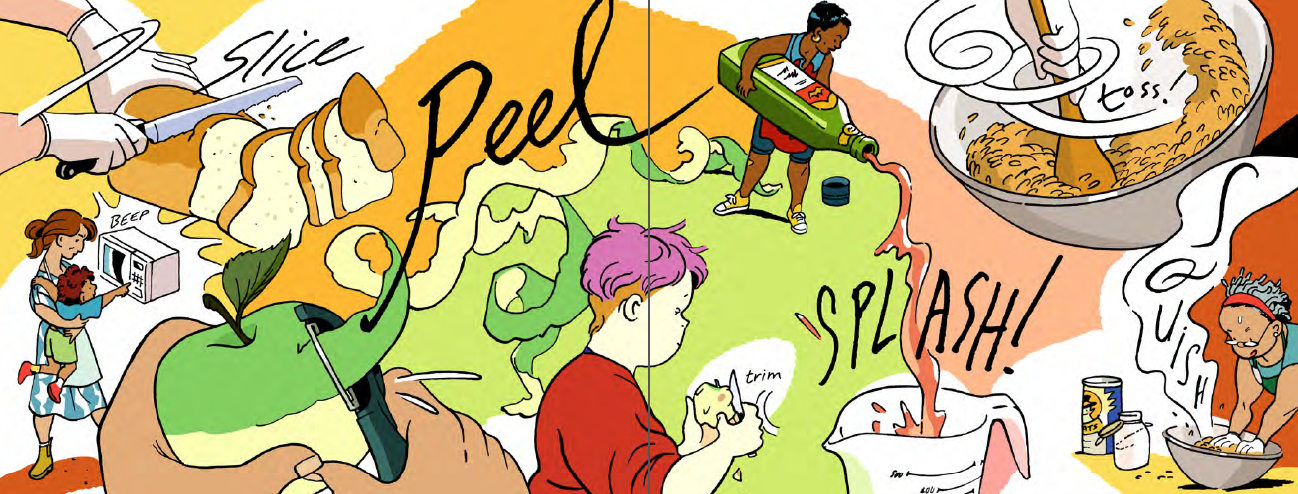 slice
Peel
toss!
BEEP
SPLASH!
SQUISH
trim